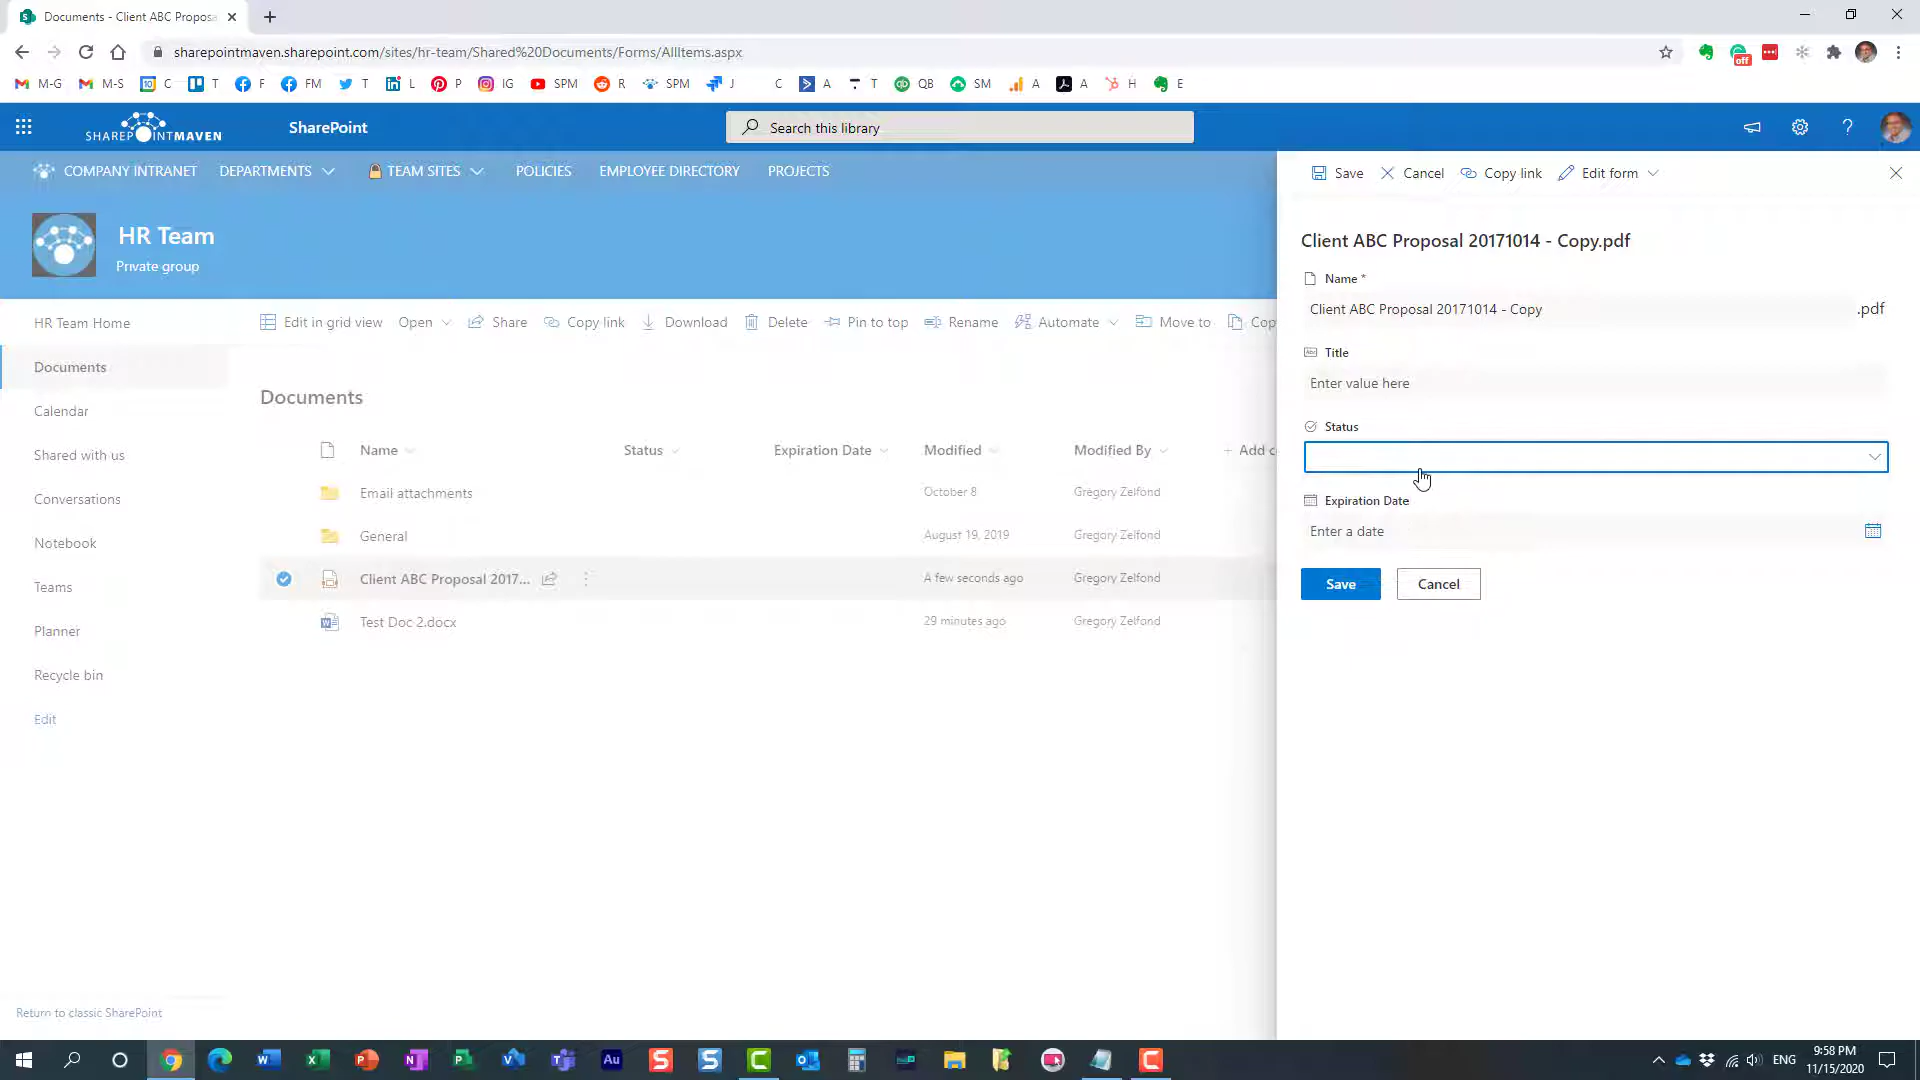 Documents - Client ABC Proposa
sharepointmaven.sharepoint.com/sites/hr-team/Shared%20Documents/Forms/AllItems.aspx
off
M-G M-S 10 C T F FM T L P IG SPM R SPM J C A T QB SM A A H E
SHAREPOINTMAVEN SharePoint Search this library ?
COMPANY INTRANET DEPARTMENTS TEAM SITES POLICIES EMPLOYEE DIRECTORY PROJECTS
HR Team
Private group
HR Team Home
Documents
Calendar
Shared with us
Conversations
Notebook
Teams
Planner
Recycle bin
Edit
Return to classic SharePoint
Edit in grid view Open Share Copy link Download Delete Pin to top Rename Automate Move to Cop
Documents
Name Status Expiration Date Modified Modified By + Add c
Email attachments October 8 Gregory Zelfond
General August 19, 2019 Gregory Zelfond
Client ABC Proposal 2017... A few seconds ago Gregory Zelfond
Test Doc 2.docx 29 minutes ago Gregory Zelfond
Save Cancel Copy link Edit form
Client ABC Proposal 20171014 - Copy.pdf
Name *
Client ABC Proposal 20171014 - Copy .pdf
Abc Title
Enter value here
Status
Expiration Date
Enter a date
Save Cancel
Au S S C C ENG 9:58 PM
11/15/2020